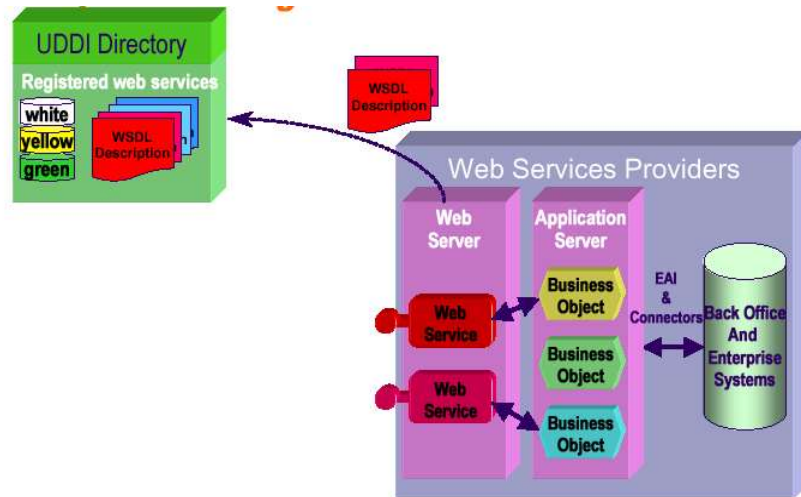 UDDI Directory
Registered web services
white
yellow
green
WSDL
Description
WSDL
Description
Web Services Providers
Web
Server
Application
Server
Web
Service
Web
Service
Business
Object
Business
Object
Business
Object
EAI
&
Connectors
Back Office
And
Enterprise
Systems